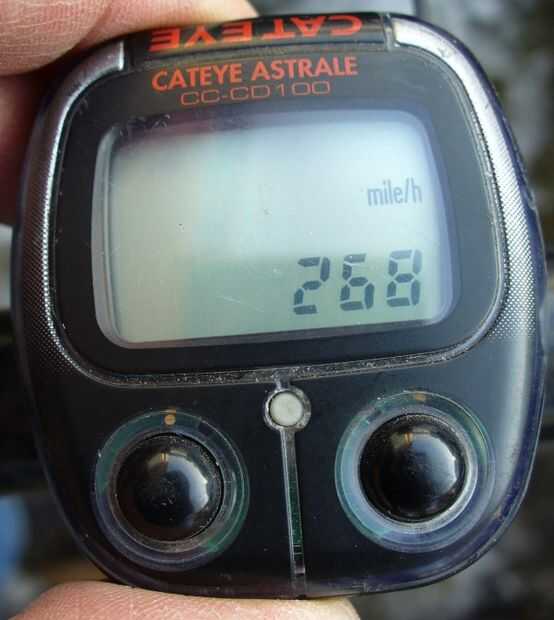 CATEYE
CATEYE ASTRALE
CC-CD100
mile/h
268